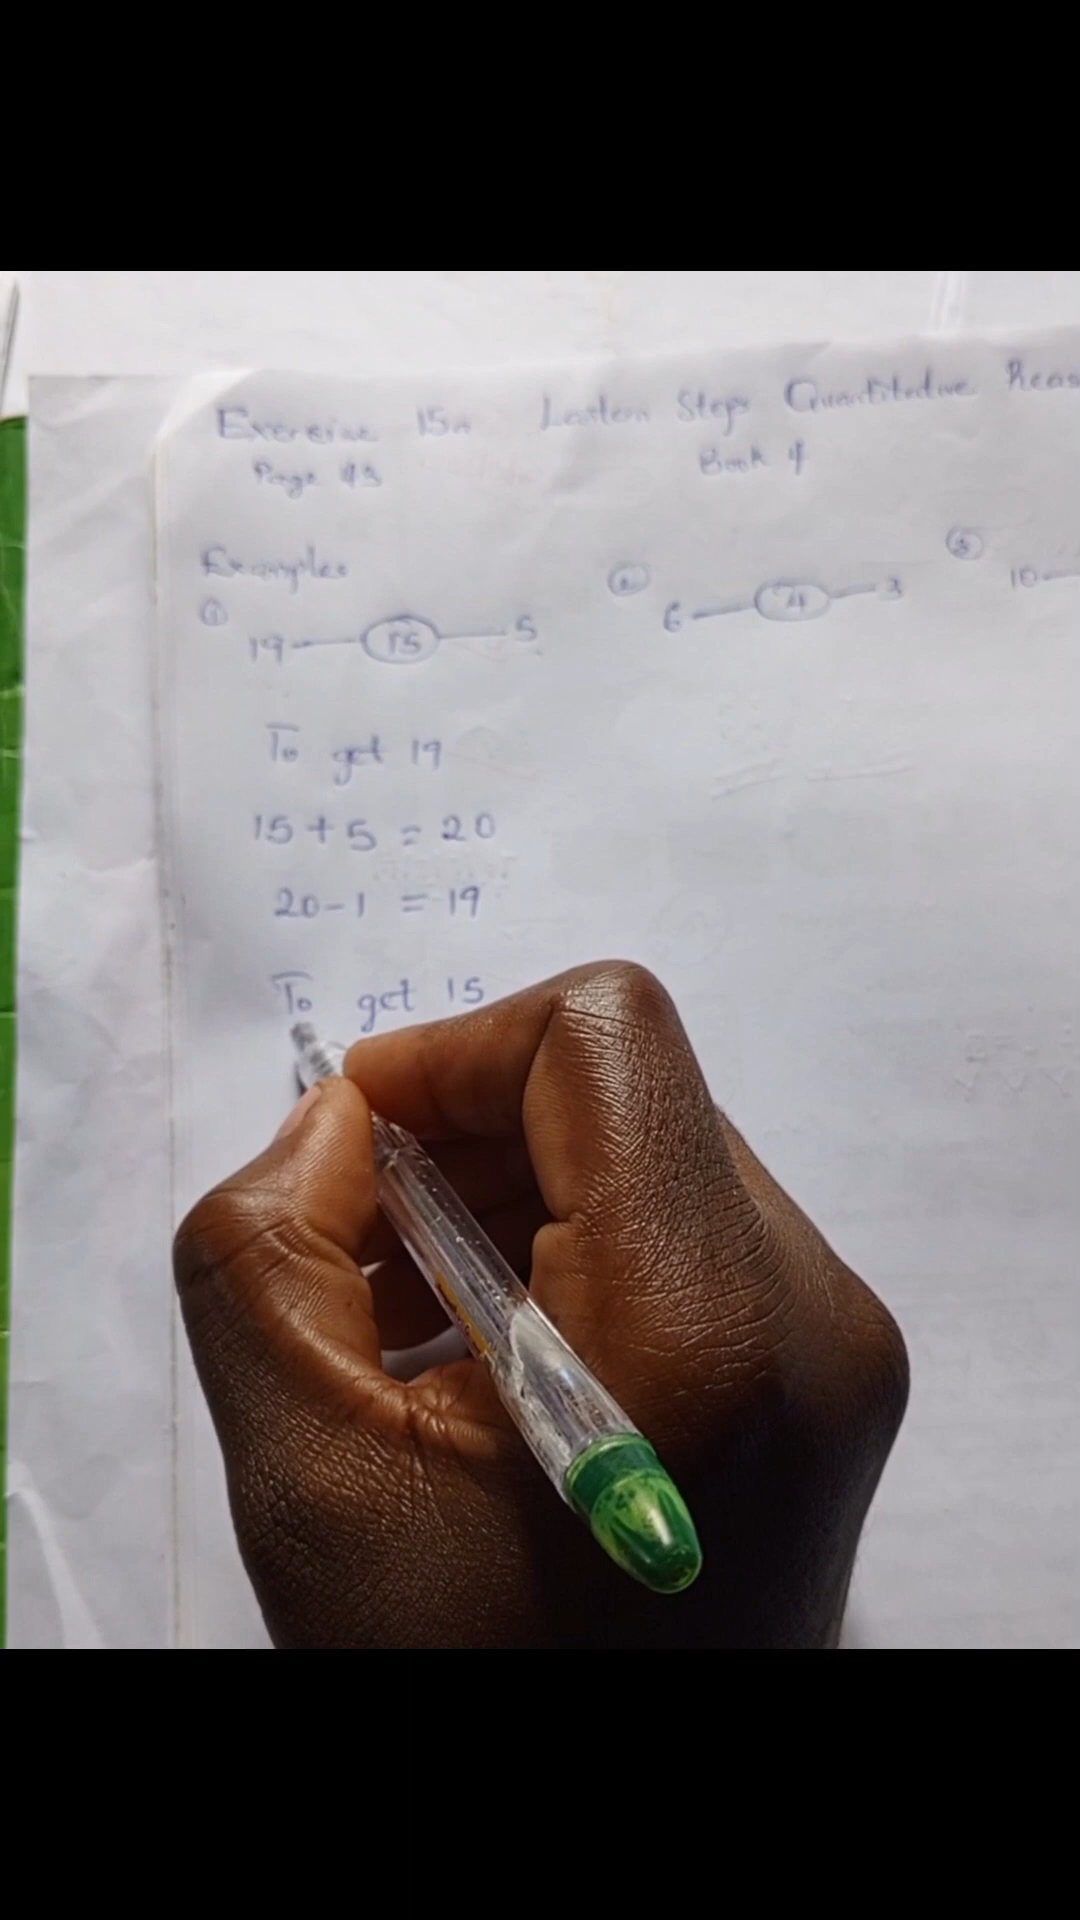 Exercise 15a Lantern Steps Quantitative Reas
Page 43 Book 4
Examples
① 19 15 5
② 6 4 3
③ 10
To get 19
15 + 5 = 20
20 - 1 = 19
To get 15